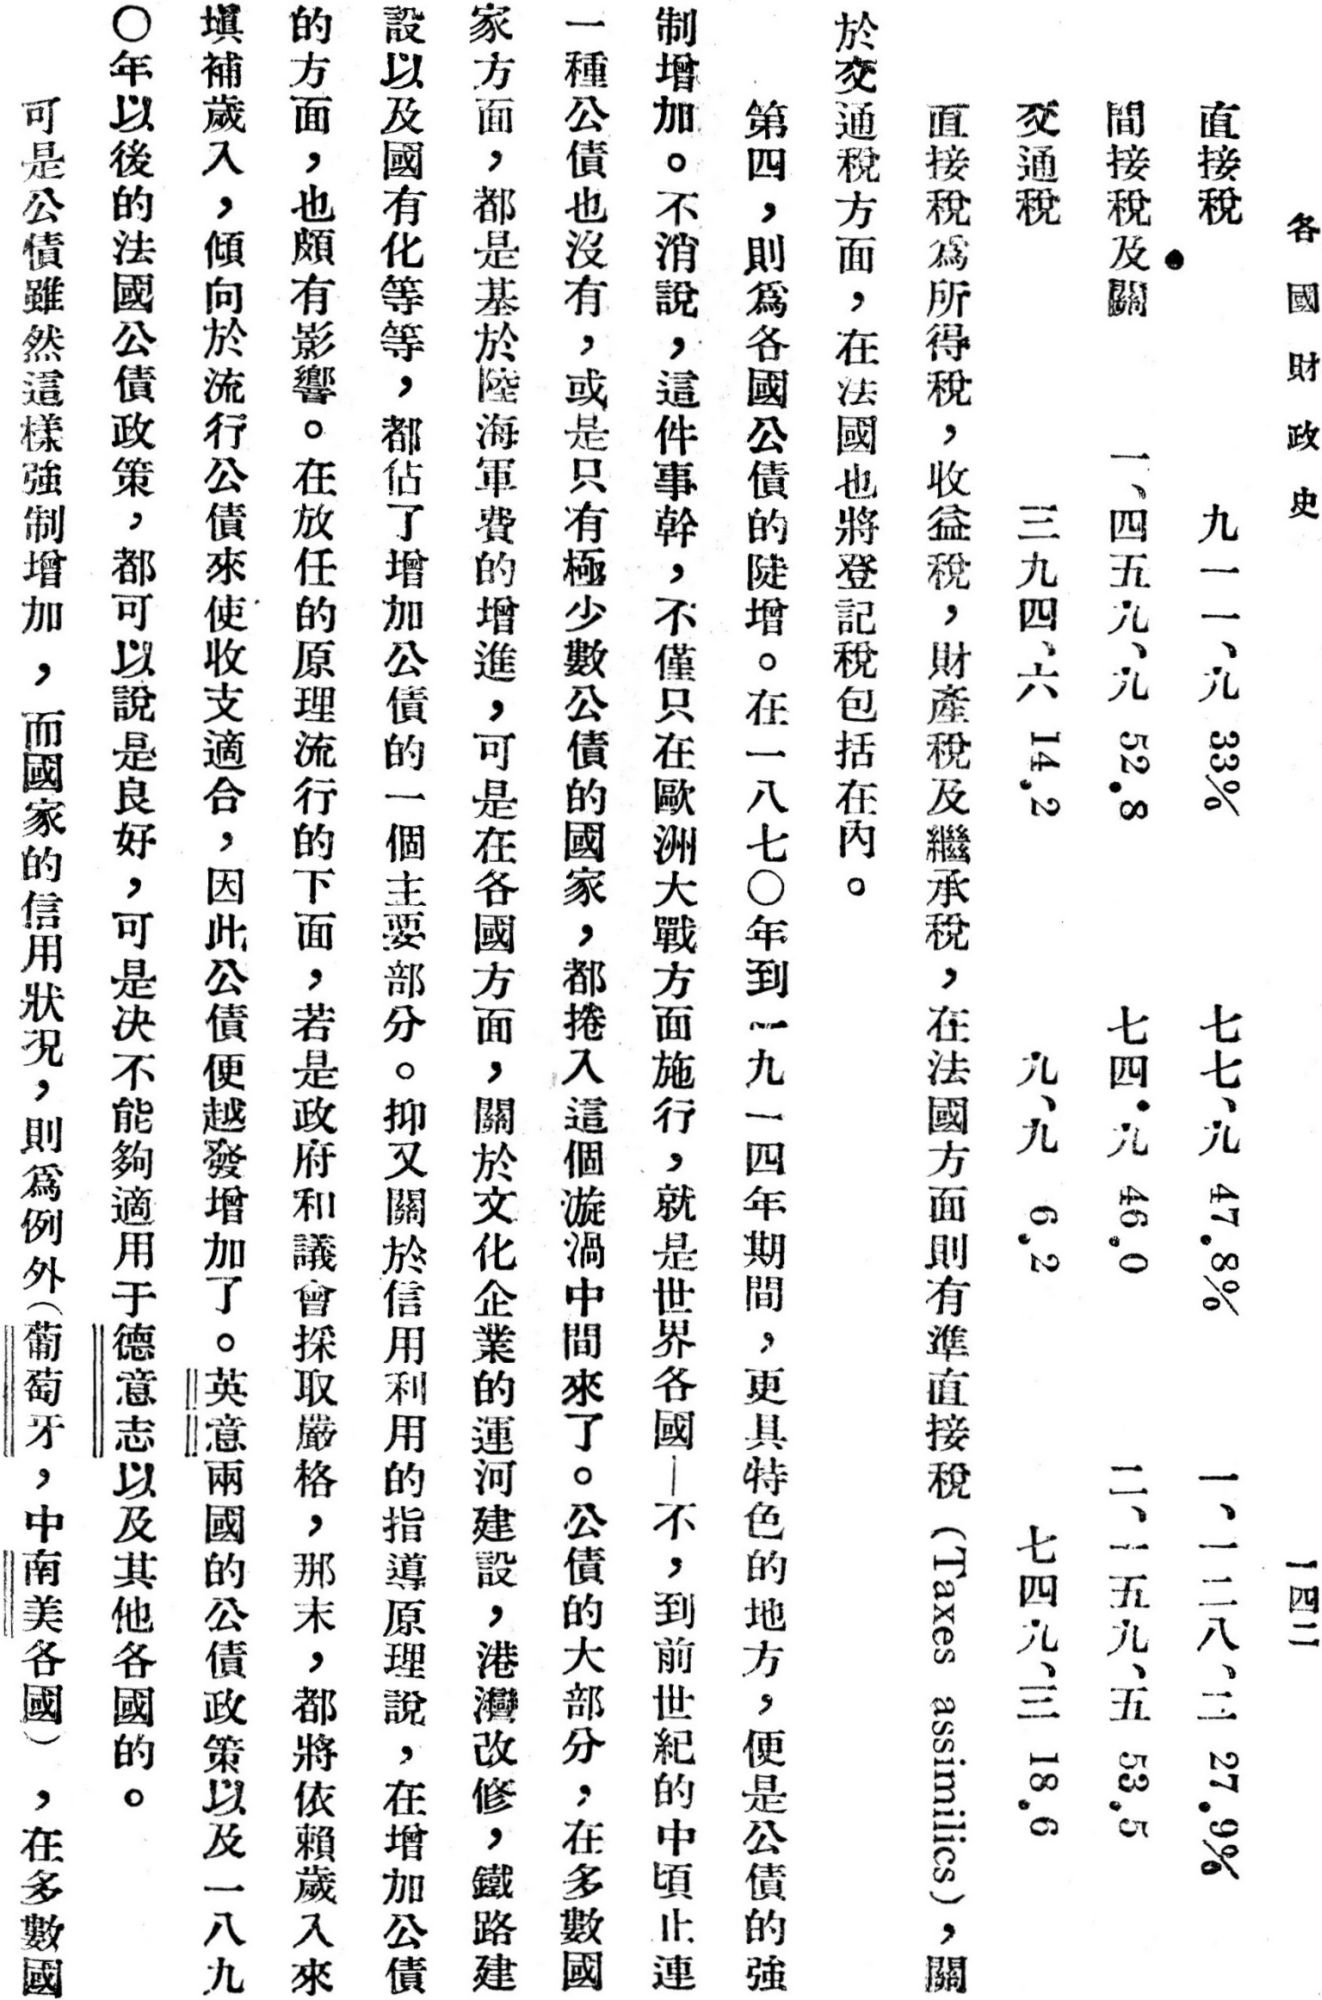 各國財政史
一四二
直接稅 九一一、九 33% 七七、九 47.8% 一、一二八、二 27.9%
間接稅及關 一、四五九、九 52.8 七四.九 46.0 二、一五九、五 53.5
交通稅 三九四、六 14.2 九、九 6.2 七四九、三 18.6
直接稅爲所得稅，收益稅，財產稅及繼承稅，在法國方面則有準直接稅（Taxes assimilics），關
於交通稅方面，在法國也將登記稅包括在內。
第四，則爲各國公債的陡增。在一八七〇年到一九一四年期間，更具特色的地方，便是公債的強
制增加。不消說，這件事幹，不僅只在歐洲大戰方面施行，就是世界各國—不，到前世紀的中頃止連
一種公債也沒有，或是只有極少數公債的國家，都捲入這個漩渦中間來了。公債的大部分，在多數國
家方面，都是基於陸海軍費的增進，可是在各國方面，關於文化企業的運河建設，港灣改修，鐵路建
設以及國有化等等，都佔了增加公債的一個主要部分。抑又關於信用利用的指導原理說，在增加公債
的方面，也頗有影響。在放任的原理流行的下面，若是政府和議會採取嚴格，那末，都將依賴歲入來
塡補歲入，傾向於流行公債來使收支適合，因此公債便越發增加了。英意兩國的公債政策以及一八九
〇年以後的法國公債政策，都可以說是良好，可是决不能夠適用于德意志以及其他各國的。
可是公債雖然這樣強制增加，而國家的信用狀況，則爲例外（葡萄牙，中南美各國），在多數國